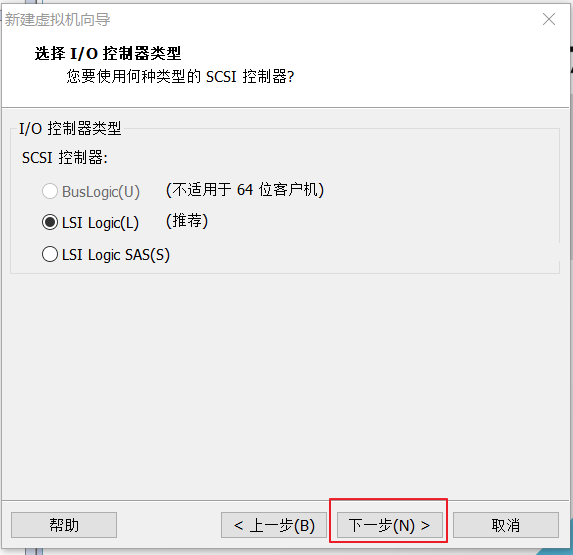 新建虚拟机向导
选择 I/O 控制器类型
您要使用何种类型的 SCSI 控制器?
I/O 控制器类型
SCSI 控制器:
BusLogic(U) (不适用于 64 位客户机)
LSI Logic(L) (推荐)
LSI Logic SAS(S)
帮助 < 上一步(B) 下一步(N) > 取消